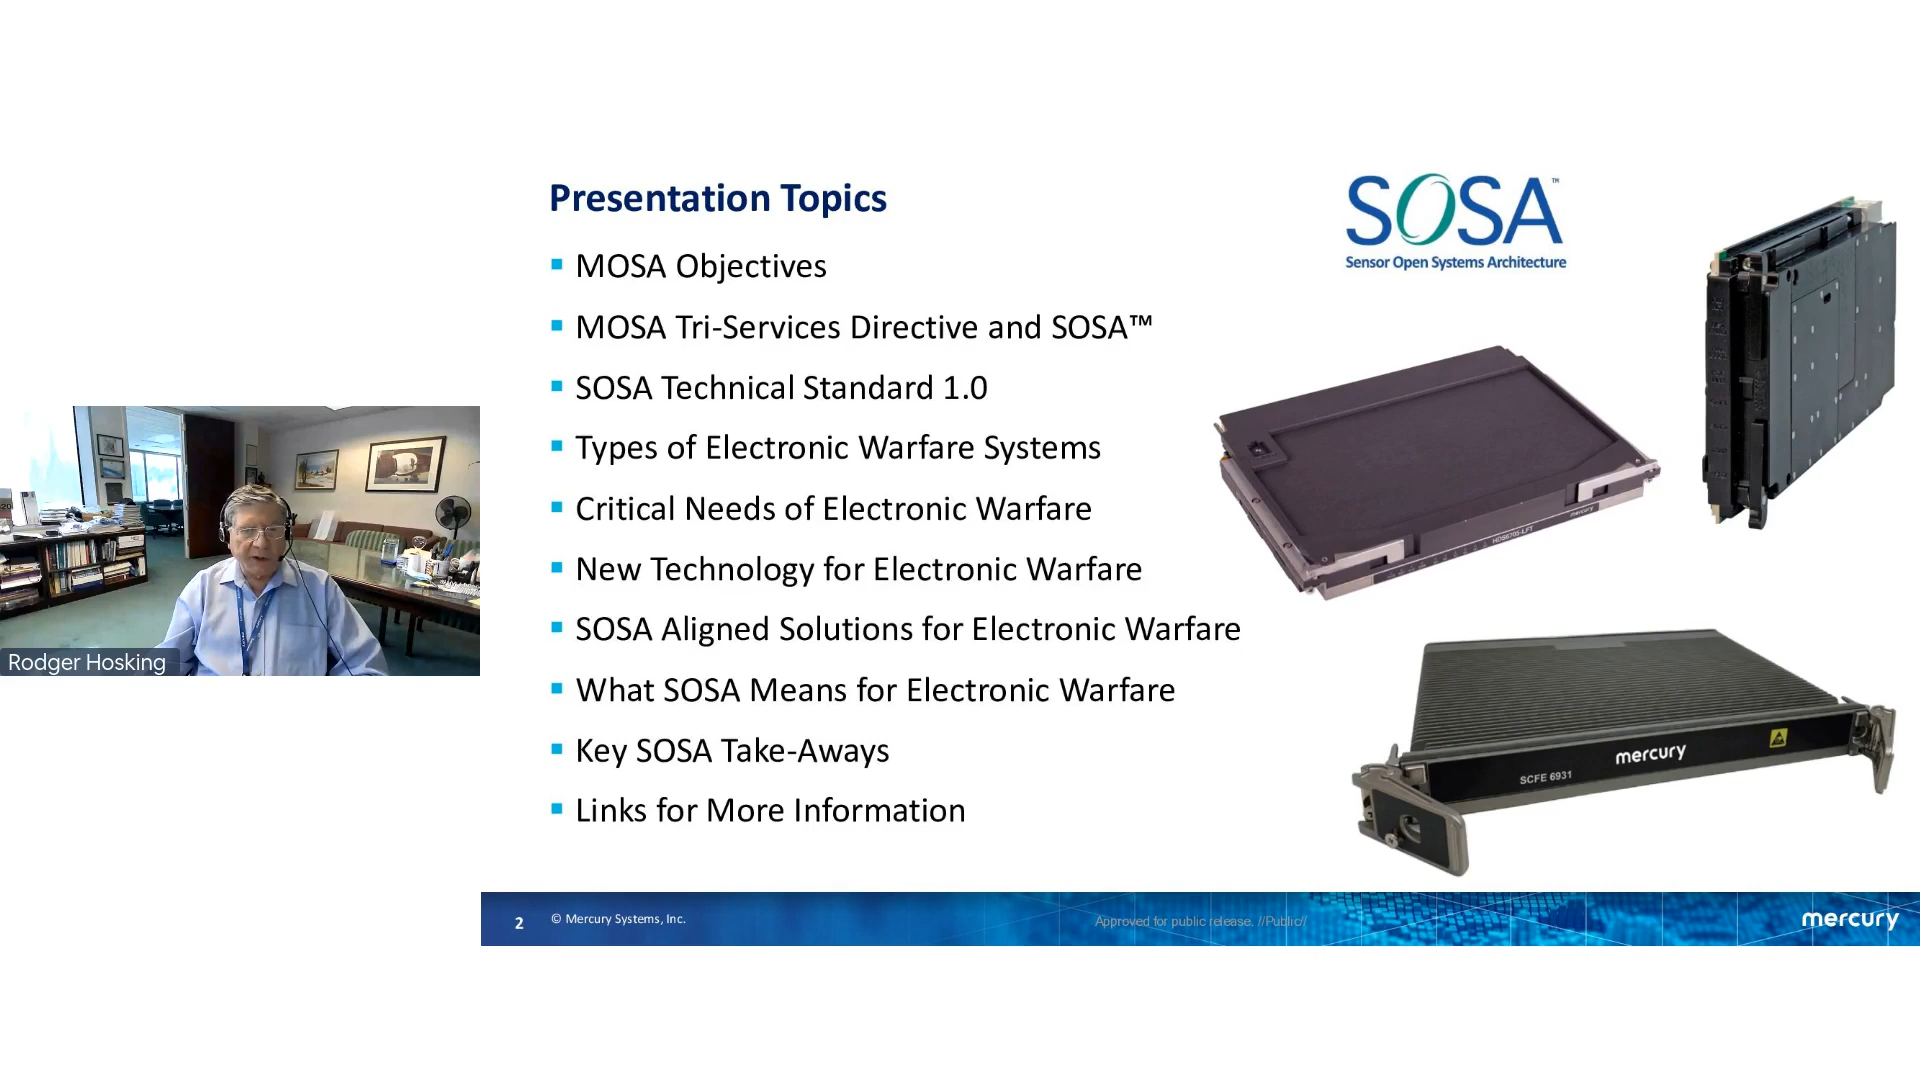 Presentation Topics
MOSA Objectives
MOSA Tri-Services Directive and SOSA™
SOSA Technical Standard 1.0
Types of Electronic Warfare Systems
Critical Needs of Electronic Warfare
New Technology for Electronic Warfare
SOSA Aligned Solutions for Electronic Warfare
What SOSA Means for Electronic Warfare
Key SOSA Take-Aways
Links for More Information
SOSA™
Sensor Open Systems Architecture
mercury
SCFE 6931
mercury
Rodger Hosking
2
© Mercury Systems, Inc.
Approved for public release. //Public//
mercury